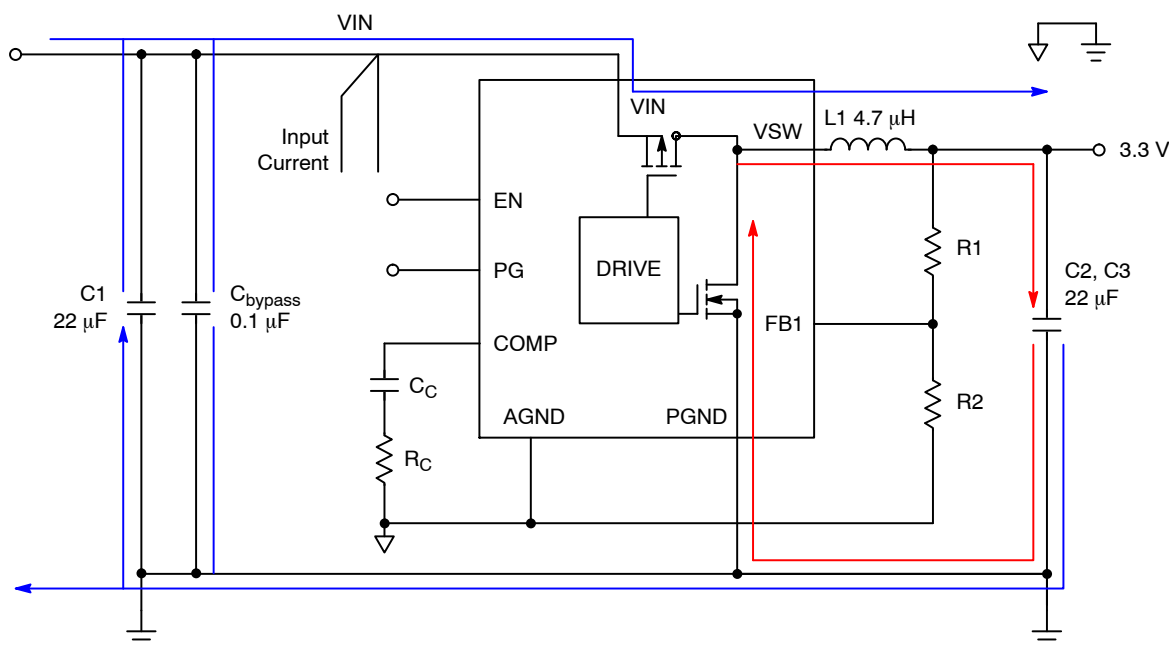 VIN
VIN
VSW
L1 4.7 μH
3.3 V
Input
Current
EN
PG
DRIVE
R1
C1
22 μF
Cbypass
0.1 μF
C2, C3
22 μF
FB1
COMP
CC
R2
AGND
PGND
RC